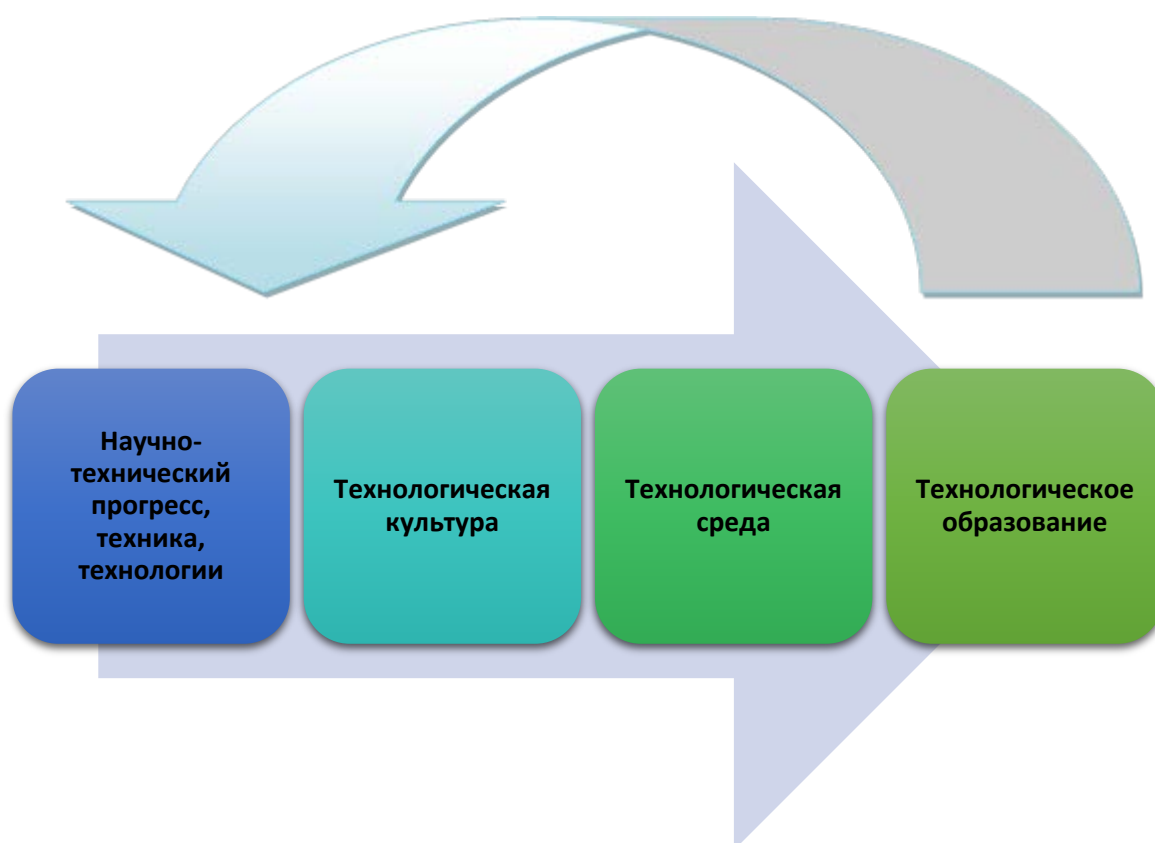 Научно-
технический
прогресс,
техника,
технологии
Технологическая
культура
Технологическая
среда
Технологическое
образование